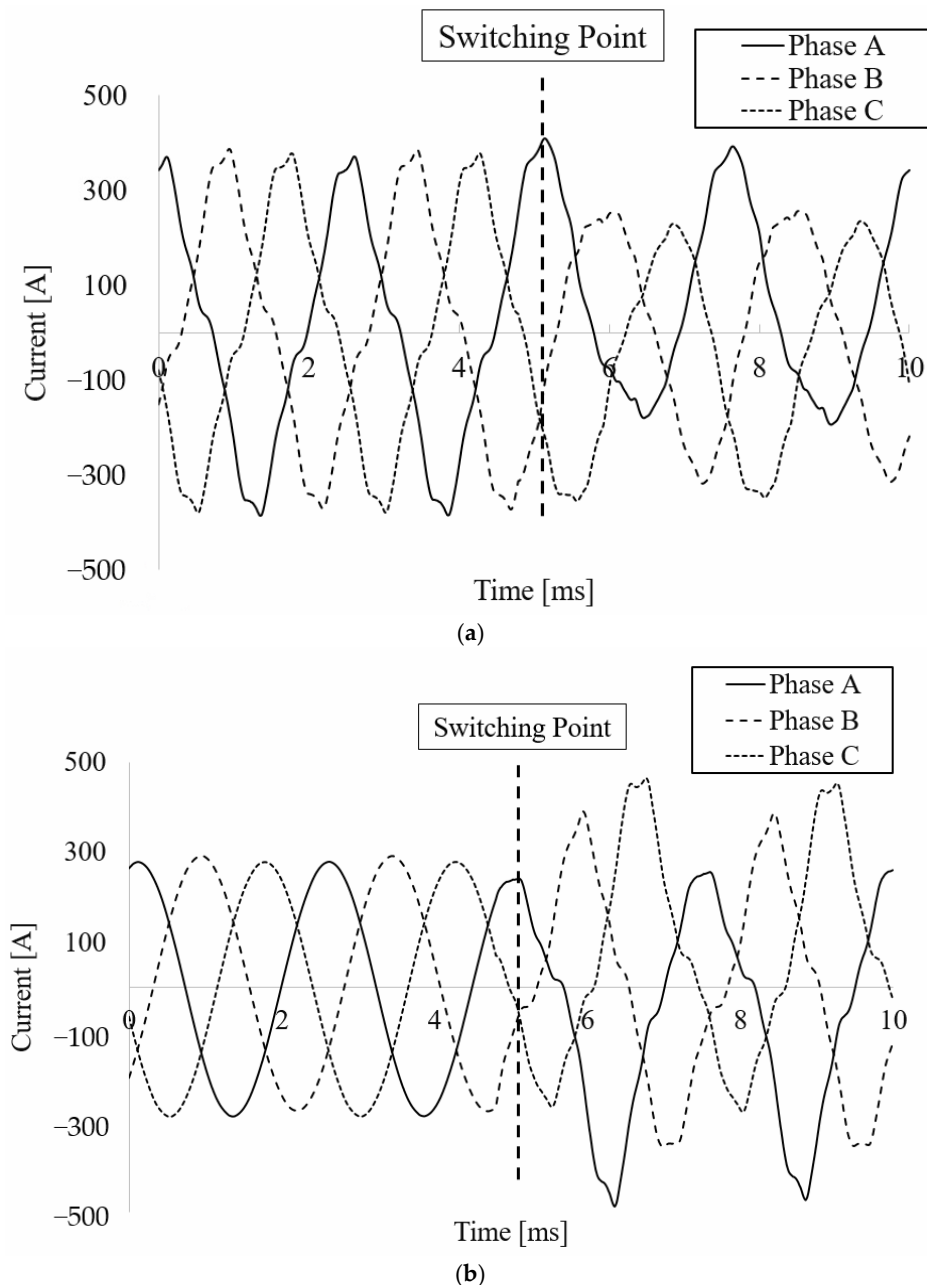 Switching Point
Phase A
Phase B
Phase C
500
300
100
−100
−300
−500
0
2
4
6
8
10
Current [A]
Time [ms]
(a)
Switching Point
Phase A
Phase B
Phase C
500
300
100
−100
−300
−500
0
2
4
6
8
10
Current [A]
Time [ms]
(b)